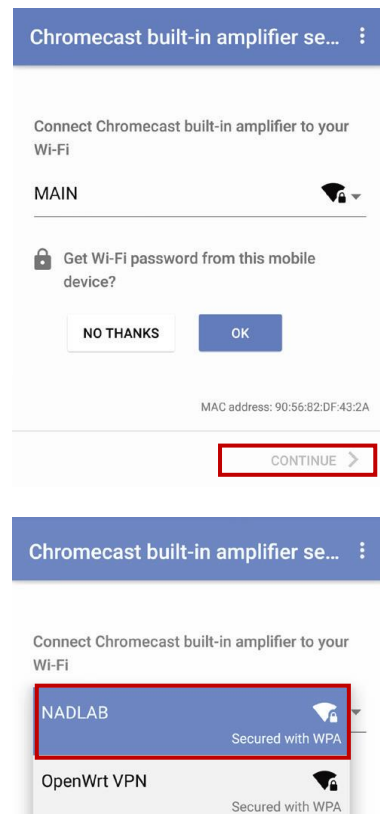 Chromecast built-in amplifier se...
Connect Chromecast built-in amplifier to your
Wi-Fi
MAIN
Get Wi-Fi password from this mobile
device?
NO THANKS
OK
MAC address: 90:56:82:DF:43:2A
CONTINUE
Chromecast built-in amplifier se...
Connect Chromecast built-in amplifier to your
Wi-Fi
NADLAB
Secured with WPA
OpenWrt VPN
Secured with WPA